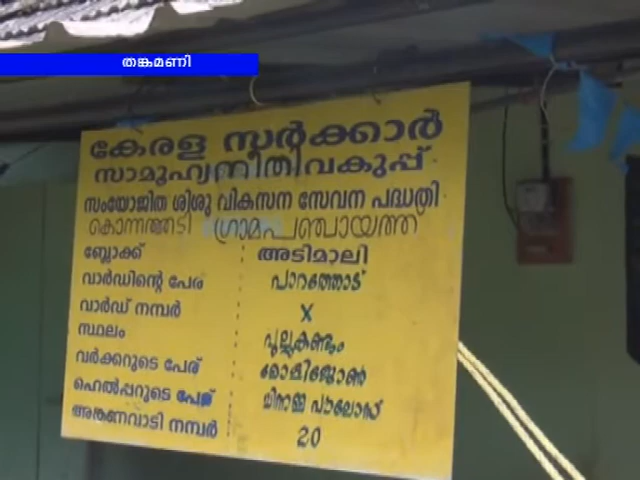 തങ്കമണി
കേരള സർക്കാർ
സാമൂഹ്യനീതിവകുപ്പ്
സംയോജിത ശിശു വികസന സേവന പദ്ധതി
കൊന്നത്തടി ഗ്രാമപഞ്ചായത്ത്
ബ്ലോക്ക് അടിമാലി
വാർഡിന്റെ പേര് പാറത്തോട്
വാർഡ് നമ്പർ X
സ്ഥലം പുല്ലുകണ്ടം
വർക്കറുടെ പേര്
ഹെൽപ്പറുടെ പേര്
അങ്കണവാടി നമ്പർ 20